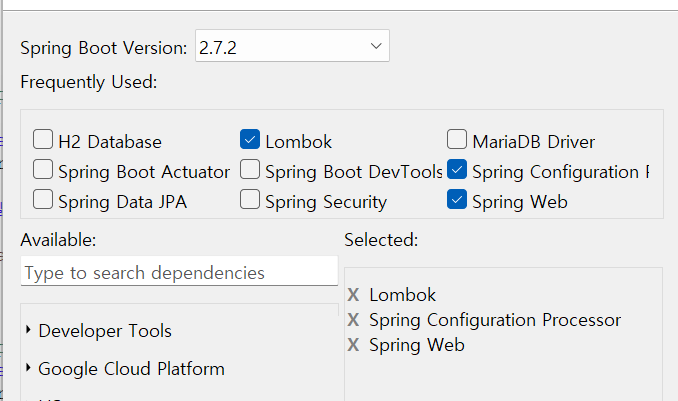 Spring Boot Version: 2.7.2
Frequently Used:
H2 Database Lombok MariaDB Driver
Spring Boot Actuator Spring Boot DevTools Spring Configuration
Spring Data JPA Spring Security Spring Web
Available: Selected:
Type to search dependencies
X Lombok
X Spring Configuration Processor
X Spring Web
Developer Tools
Google Cloud Platform